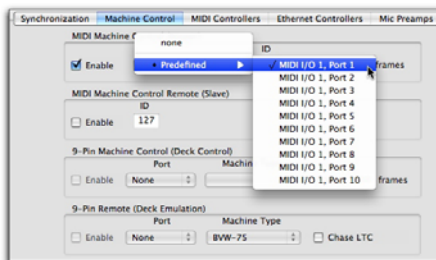 Synchronization Machine Control MIDI Controllers Ethernet Controllers Mic Preamps
MIDI Machine
none
ID
Enable
Predefined
✓ MIDI I/O 1, Port 1
frames
MIDI I/O 1, Port 2
MIDI I/O 1, Port 3
MIDI I/O 1, Port 4
MIDI I/O 1, Port 5
MIDI I/O 1, Port 6
MIDI I/O 1, Port 7
MIDI I/O 1, Port 8
MIDI I/O 1, Port 9
MIDI I/O 1, Port 10
MIDI Machine Control Remote (Slave)
ID
Enable 127
9-Pin Machine Control (Deck Control)
Port Machin
Enable None frames
9-Pin Remote (Deck Emulation)
Port Machine Type
Enable None BVW-75 Chase LTC